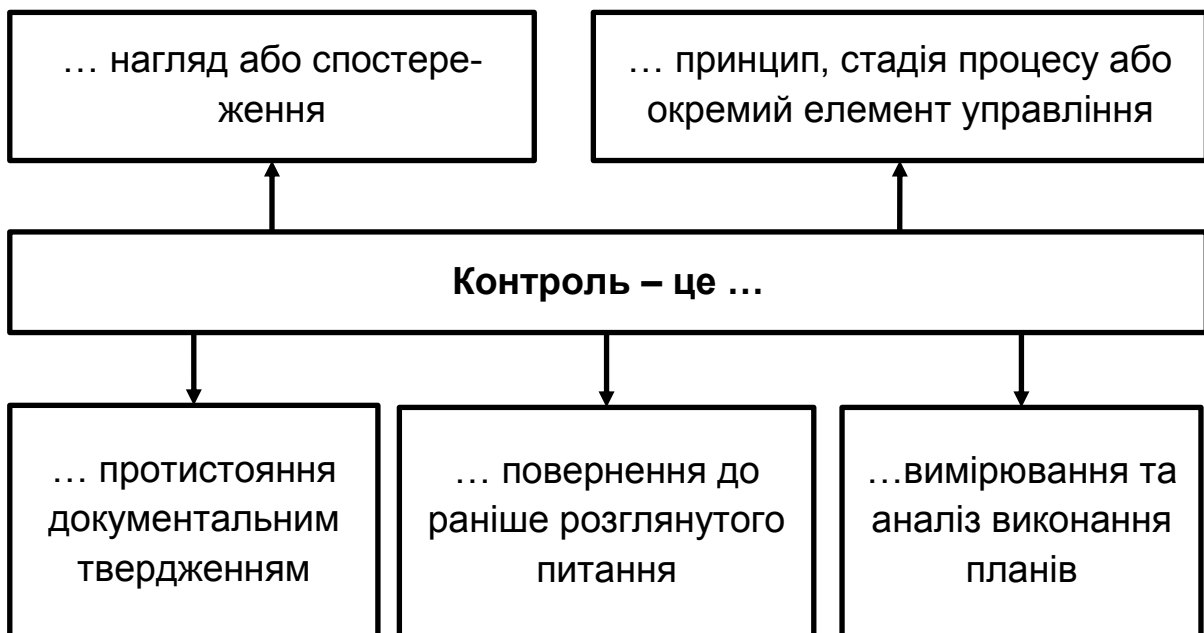 … нагляд або спостере-
ження
… принцип, стадія процесу або
окремий елемент управління
Контроль – це …
… протистояння
документальним
твердженням
… повернення до
раніше розглянутого
питання
…вимірювання та
аналіз виконання
планів